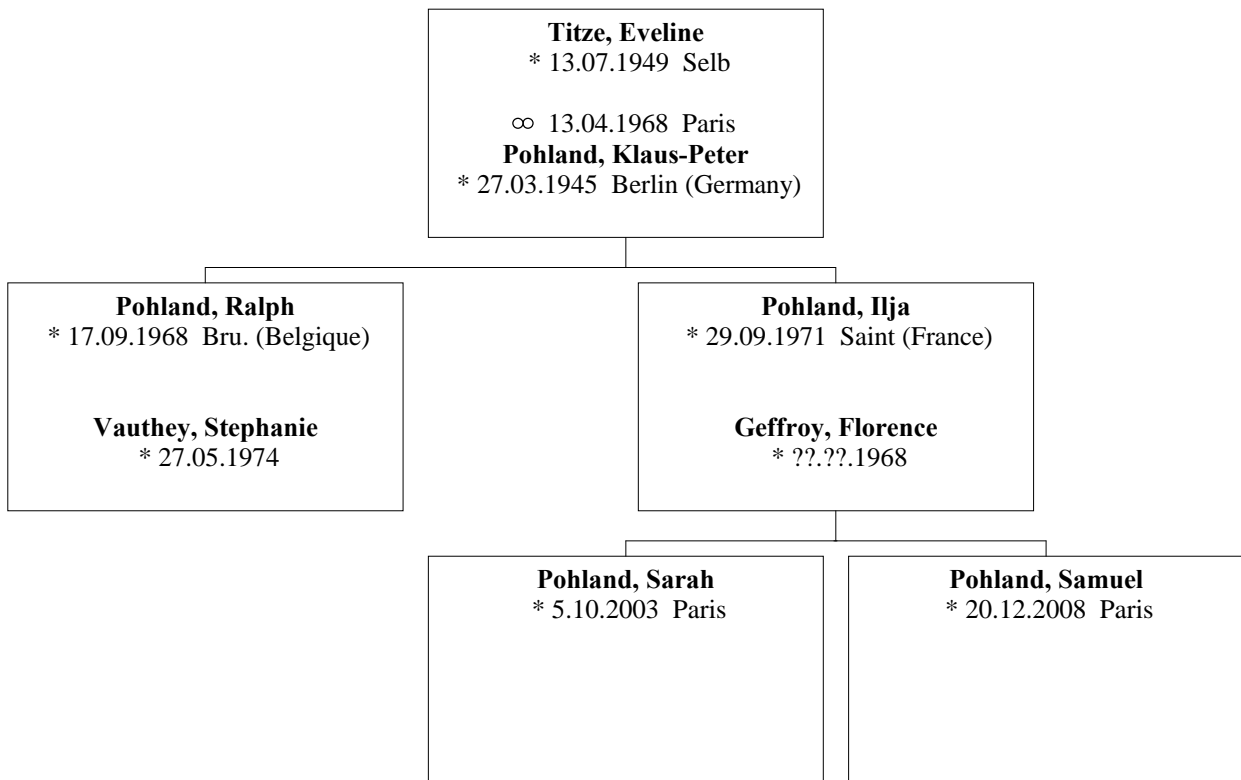 Titze, Eveline
* 13.07.1949 Selb
∞ 13.04.1968 Paris
Pohland, Klaus-Peter
* 27.03.1945 Berlin (Germany)
Pohland, Ralph
* 17.09.1968 Bru. (Belgique)
Vauthey, Stephanie
* 27.05.1974
Pohland, Ilja
* 29.09.1971 Saint (France)
Geffroy, Florence
* ??.??.1968
Pohland, Sarah
* 5.10.2003 Paris
Pohland, Samuel
* 20.12.2008 Paris